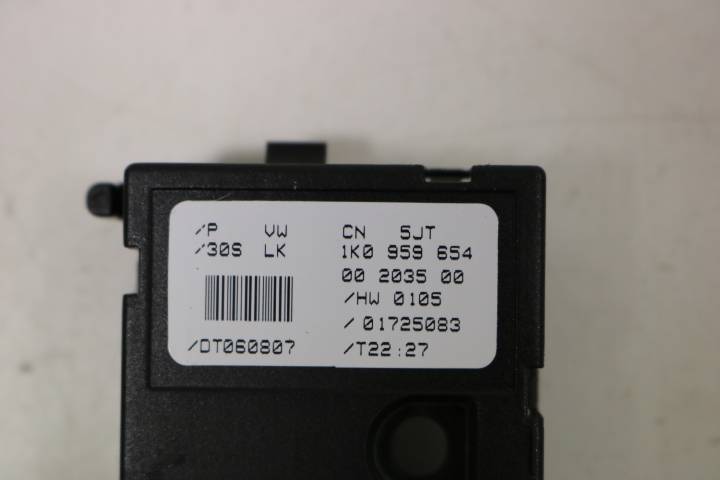 /P VW CN 5JT
/30S LK 1K0 959 654
00 2035 00
/HW 0105
/01725083
/DT060807 /T22:27